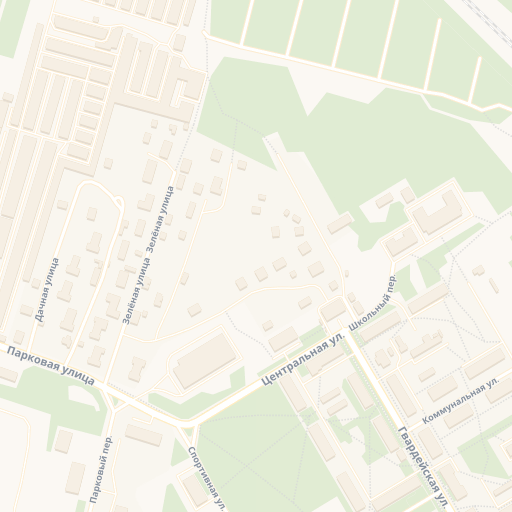 Зелёная улица
Дачная улица
Зелёная улица
Школьный пер.
Центральная ул.
Парковая улица
Коммунальная ул.
Гвардейская ул.
Парковый пер.
Спортивная ул.